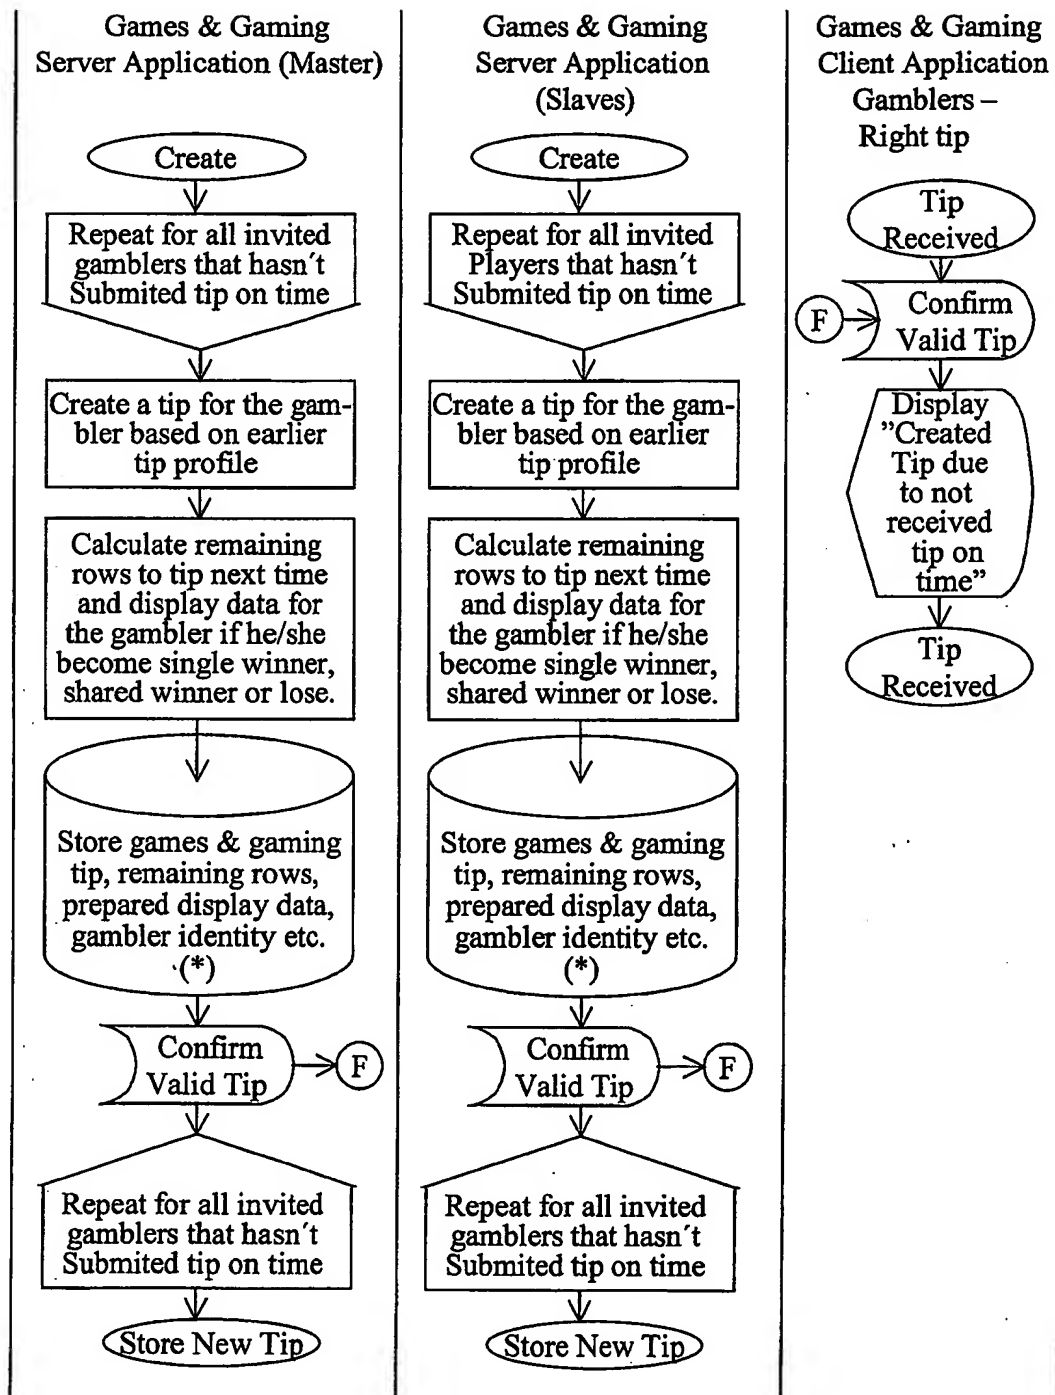 Games & Gaming
Server Application (Master)
Create
Repeat for all invited
gamblers that hasn´t
Submited tip on time
Create a tip for the gam-
bler based on earlier
tip profile
Calculate remaining
rows to tip next time
and display data for
the gambler if he/she
become single winner,
shared winner or lose.
Store games & gaming
tip, remaining rows,
prepared display data,
gambler identity etc.
(*)
Confirm
Valid Tip
F
Repeat for all invited
gamblers that hasn´t
Submited tip on time
Store New Tip
Games & Gaming
Server Application
(Slaves)
Create
Repeat for all invited
Players that hasn´t
Submited tip on time
Create a tip for the gam-
bler based on earlier
tip profile
Calculate remaining
rows to tip next time
and display data for
the gambler if he/she
become single winner,
shared winner or lose.
Store games & gaming
tip, remaining rows,
prepared display data,
gambler identity etc.
(*)
Confirm
Valid Tip
F
Repeat for all invited
gamblers that hasn´t
Submited tip on time
Store New Tip
Games & Gaming
Client Application
Gamblers –
Right tip
Tip
Received
F
Confirm
Valid Tip
Display
”Created
Tip due
to not
received
tip on
time”
Tip
Received